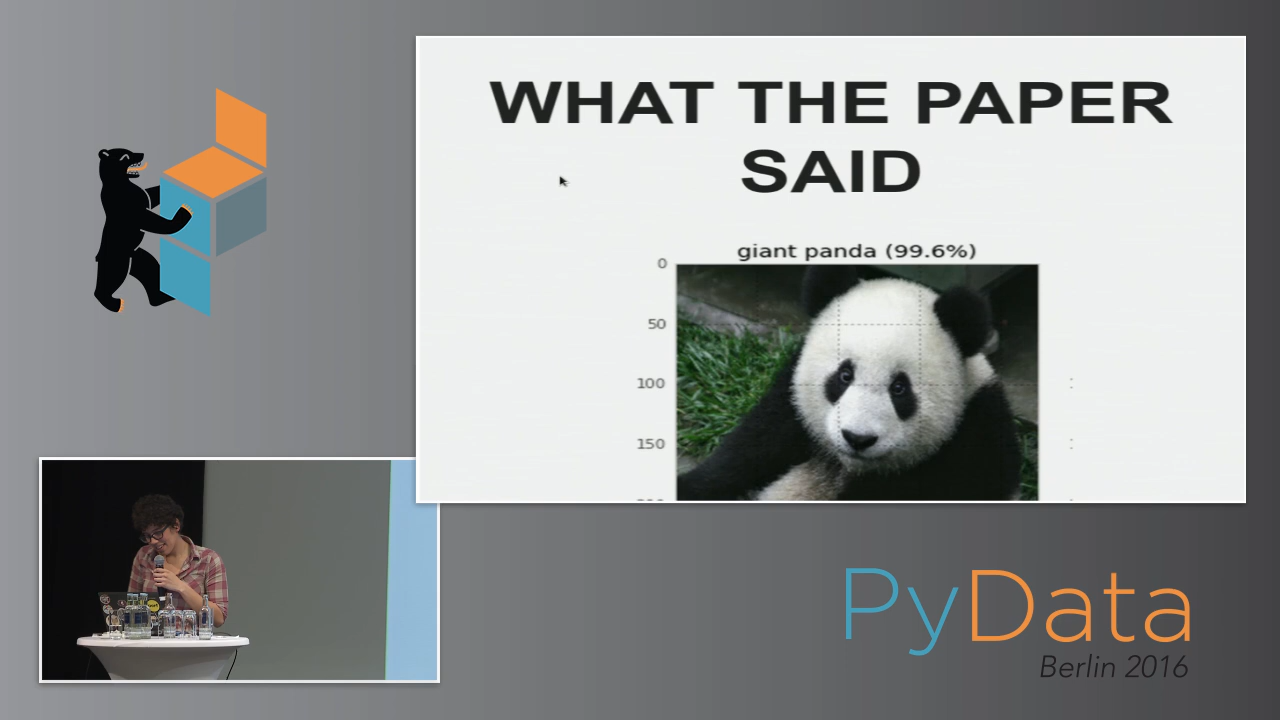 WHAT THE PAPER
SAID
giant panda (99.6%)
0
50
100
150
PyData
Berlin 2016